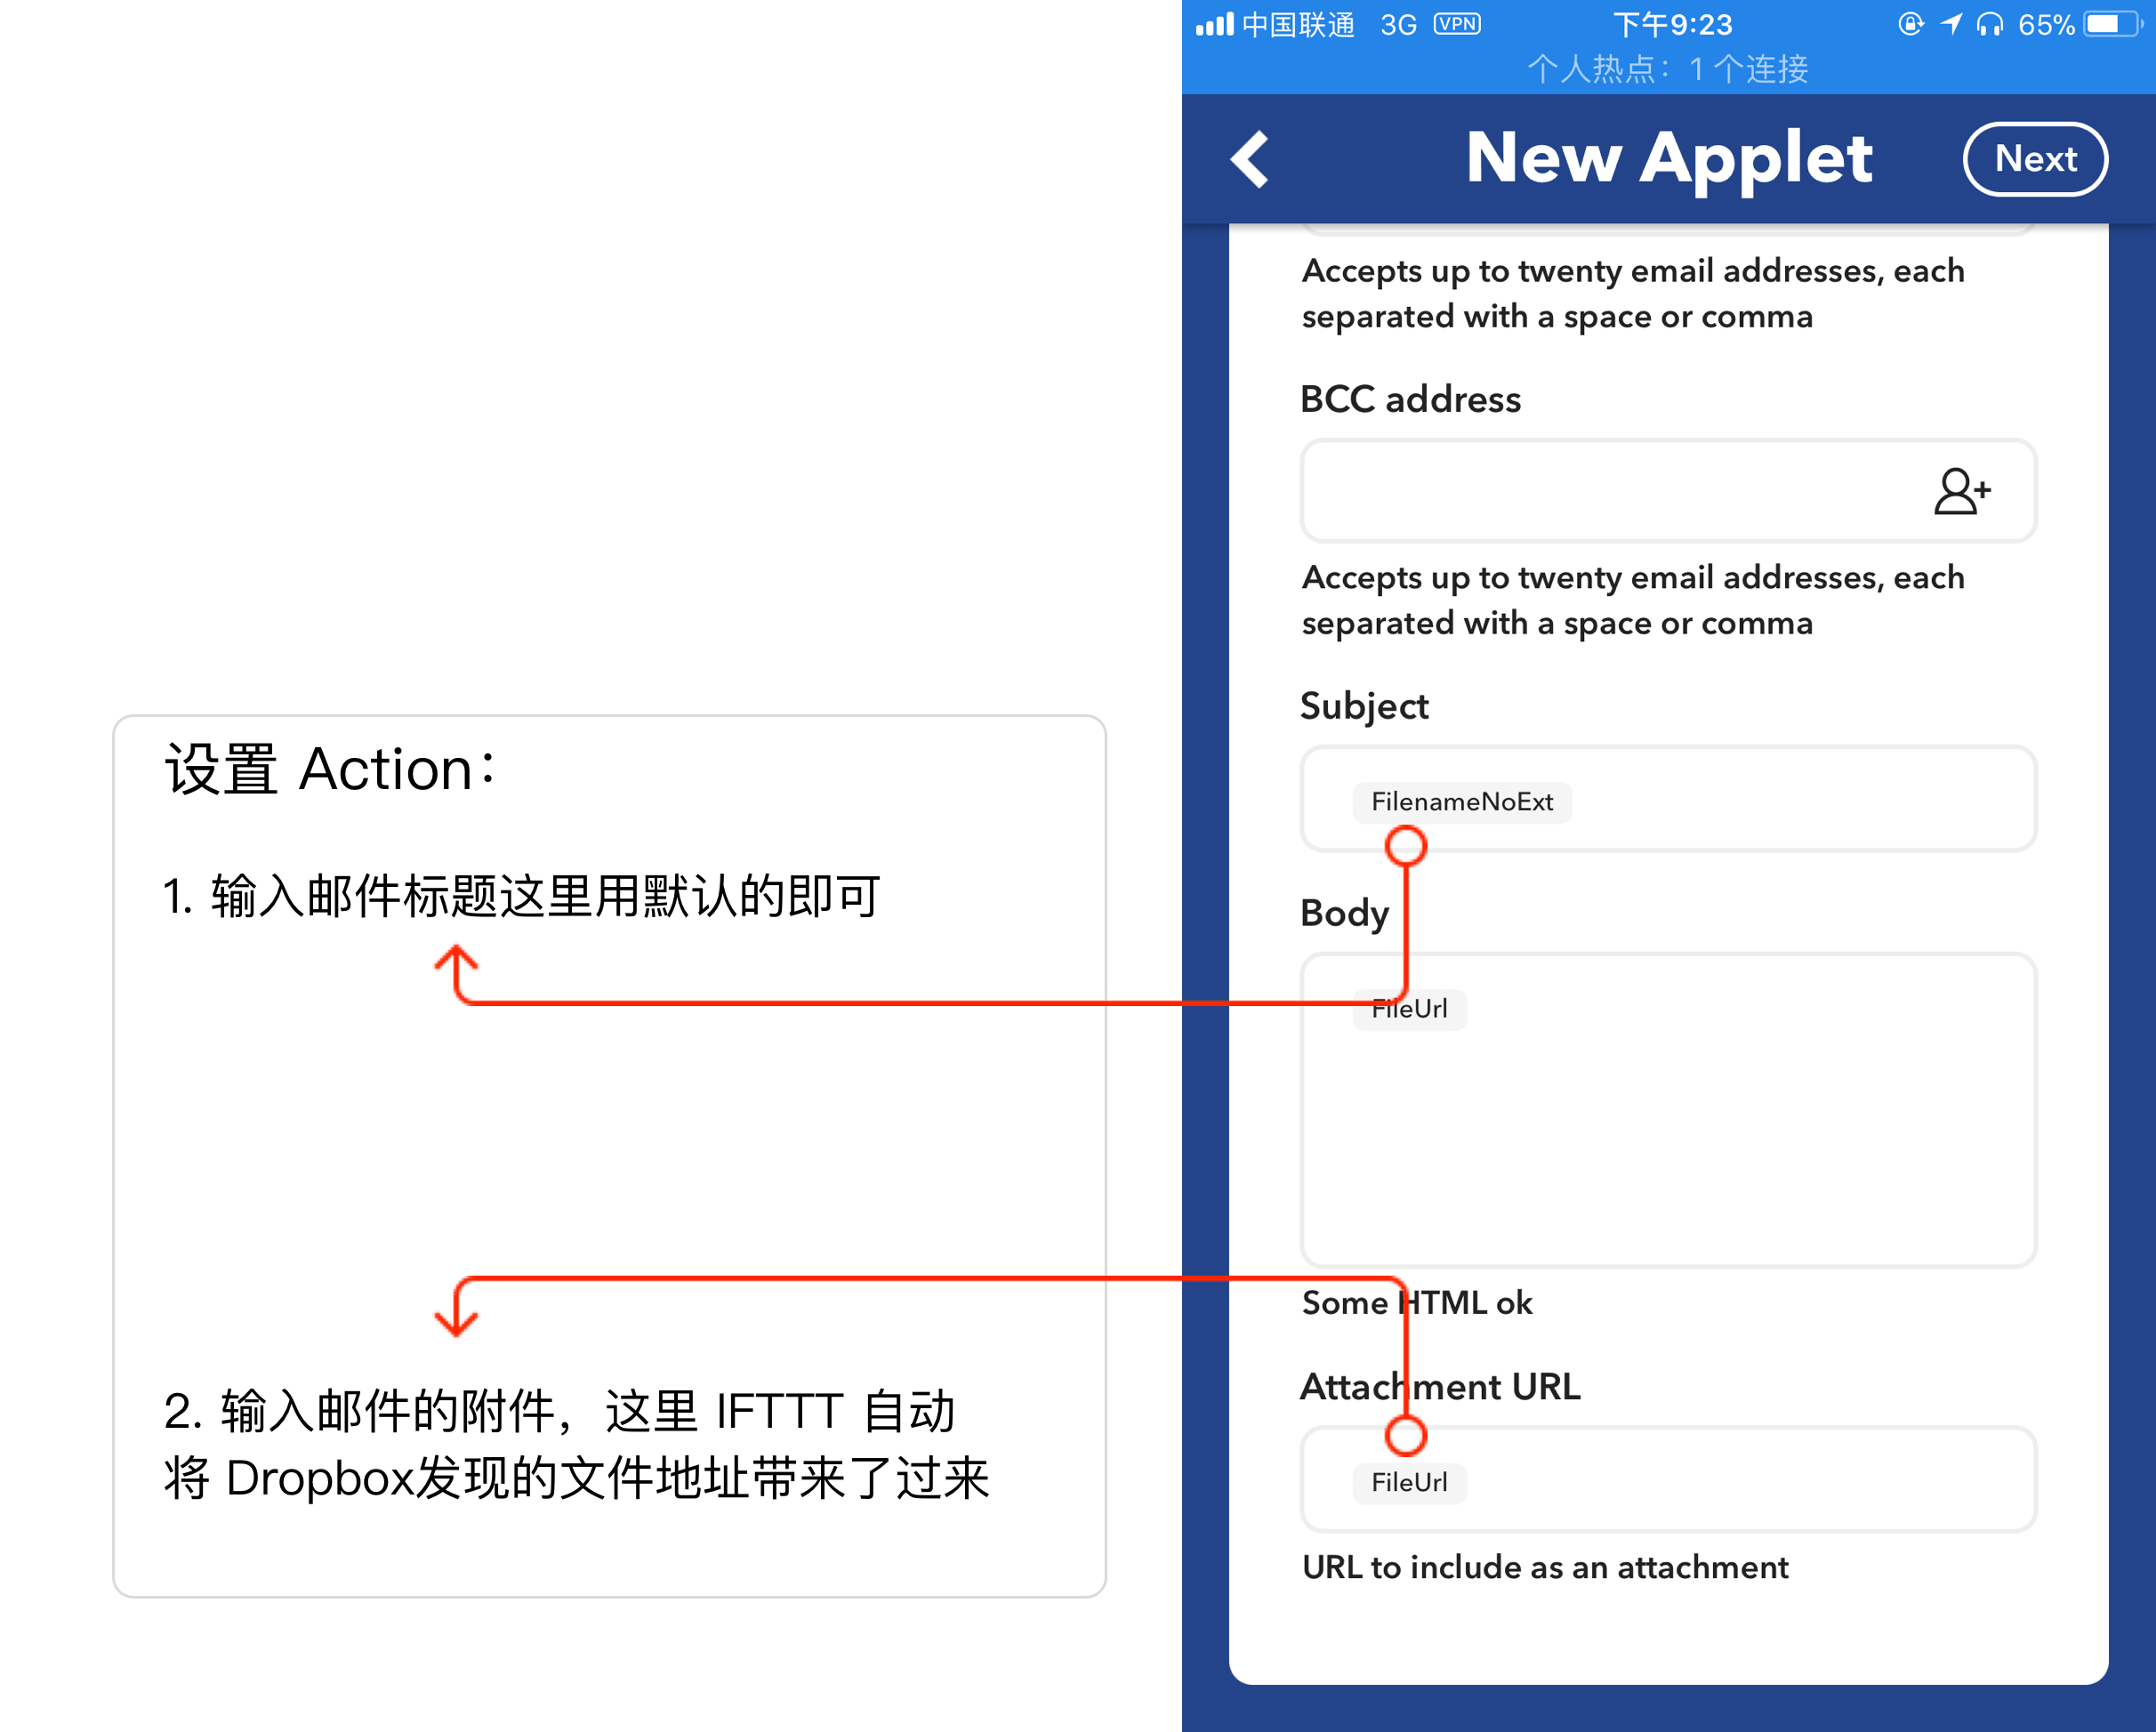 设置 Action：
1. 输入邮件标题这里用默认的即可
2. 输入邮件的附件，这里 IFTTT 自动
将 Dropbox发现的文件地址带来了过来
中国联通 3G VPN 下午9:23 65%
个人热点：1 个连接
New Applet
Next
Accepts up to twenty email addresses, each
separated with a space or comma
BCC address
Accepts up to twenty email addresses, each
separated with a space or comma
Subject
FilenameNoExt
Body
FileUrl
Some HTML ok
Attachment URL
FileUrl
URL to include as an attachment